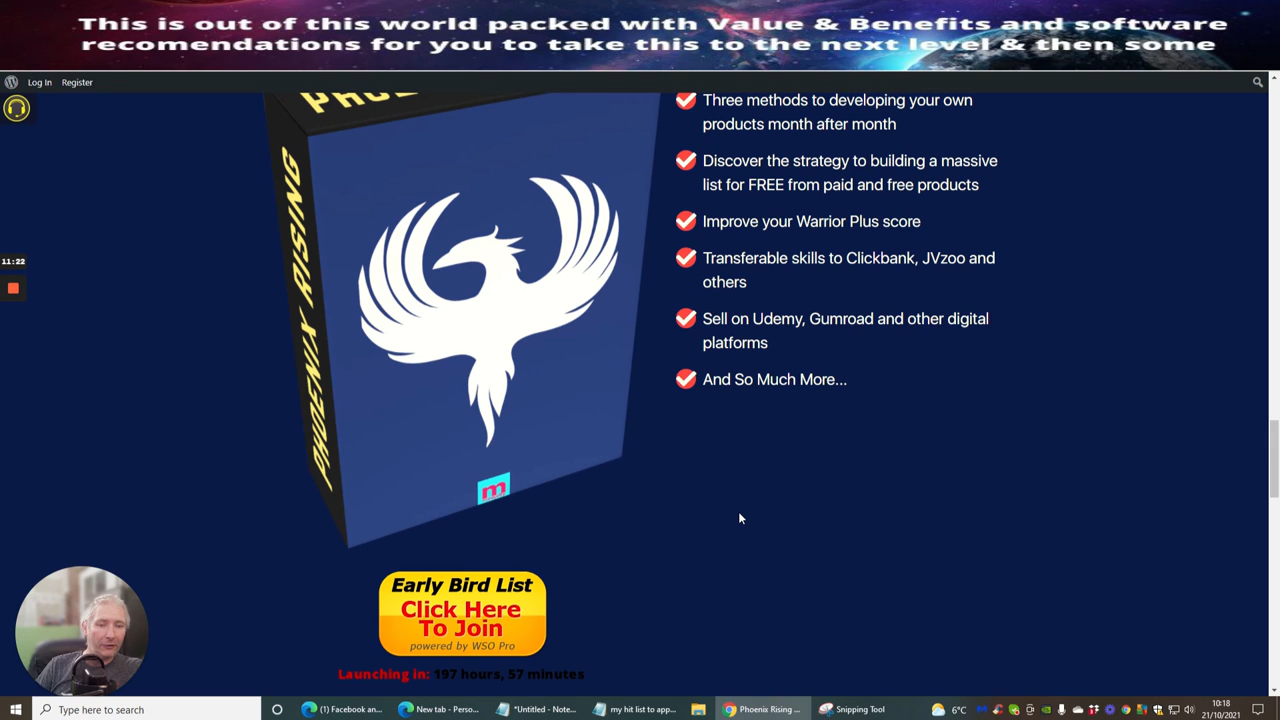 This is out of this world packed with Value & Benefits and software
recomendations for you to take this to the next level & then some
Log In
Register
11:22
PHOENIX RISING
m
Three methods to developing your own
products month after month
Discover the strategy to building a massive
list for FREE from paid and free products
Improve your Warrior Plus score
Transferable skills to Clickbank, JVzoo and
others
Sell on Udemy, Gumroad and other digital
platforms
And So Much More...
Early Bird List
Click Here
To Join
powered by WSO Pro
Launching in: 197 hours, 57 minutes
Type here to search
(1) Facebook an...
New tab - Perso...
*Untitled - Note...
my hit list to app...
Phoenix Rising ...
Snipping Tool
6°C
10:18
21/10/2021